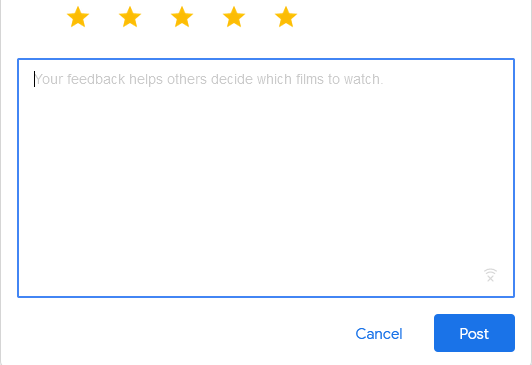 Your feedback helps others decide which films to watch.
Cancel Post